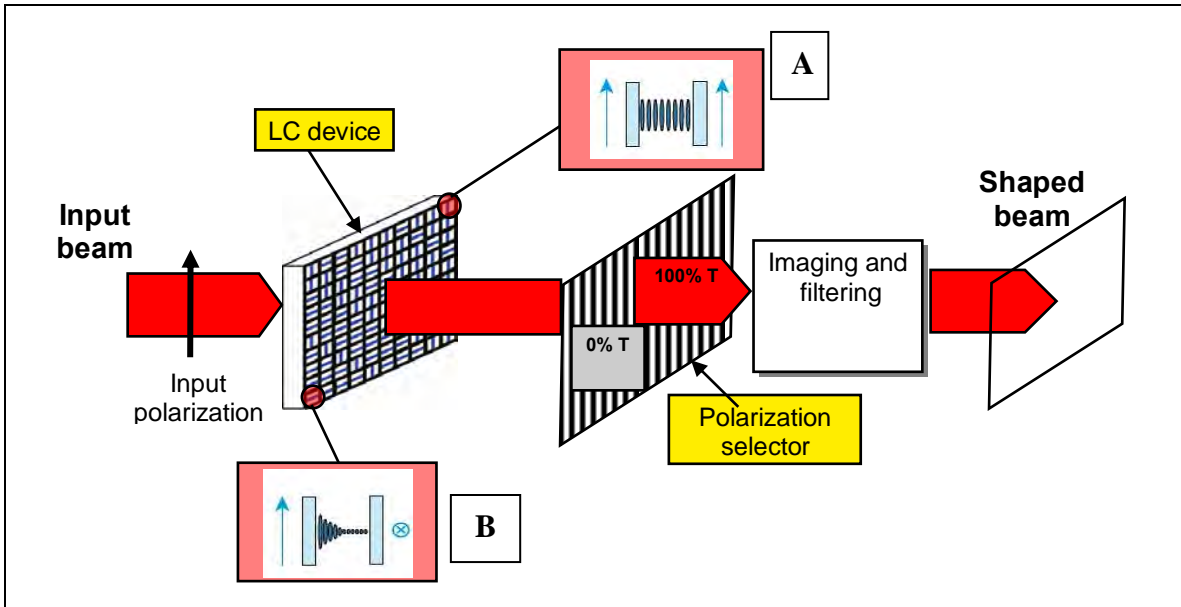 A
LC device
Input
beam
Shaped
beam
100% T
Imaging and
filtering
0% T
Input
polarization
Polarization
selector
B